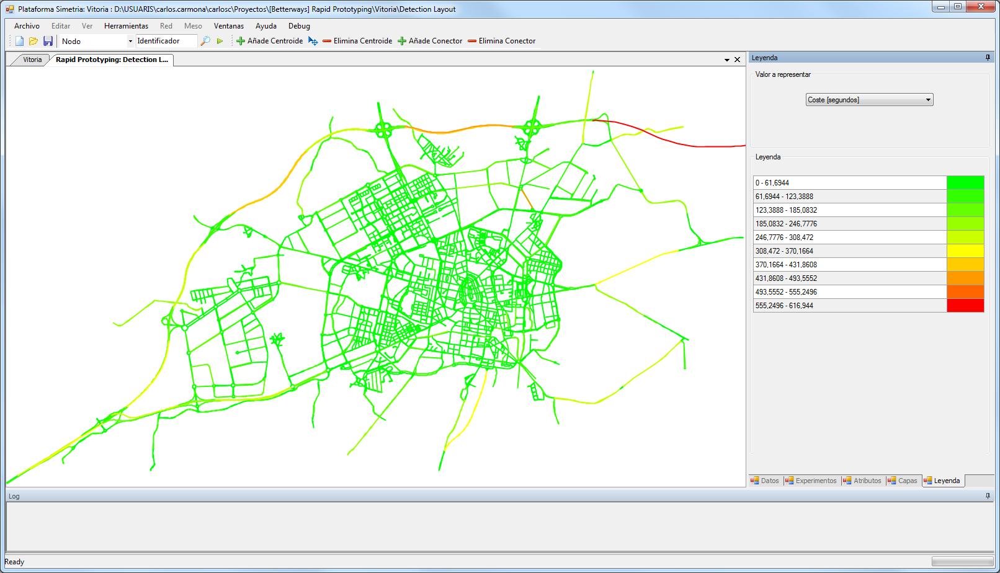 Plataforma Simetria: Vitoria : D:\USUARIS\carlos.carmona\carlosc\Proyectos\[Betterways] Rapid Prototyping\Vitoria\Detection Layout
Archivo Editar Ver Herramientas Red Meso Ventanas Ayuda Debug
Nodo Identificador Añade Centroide Elimina Centroide Añade Conector Elimina Conector
Vitoria Rapid Prototyping: Detection L...
Leyenda
Valor a representar
Coste [segundos]
Leyenda
0 - 61,6944
61,6944 - 123,3888
123,3888 - 185,0832
185,0832 - 246,7776
246,7776 - 308,472
308,472 - 370,1664
370,1664 - 431,8608
431,8608 - 493,5552
493,5552 - 555,2496
555,2496 - 616,944
Datos Experimentos Atributos Capas Leyenda
Log
Ready